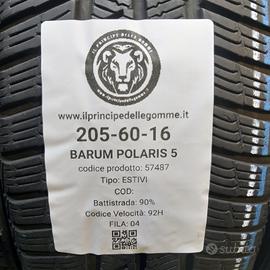 IL PRINCIPE DELLE GOMME
www.ilprincipedellegomme.it
205-60-16
BARUM POLARIS 5
codice prodotto: 57487
Tipo: ESTIVI
COD:
Battistrada: 90%
Codice Velocità: 92H
FILA: 04
subito